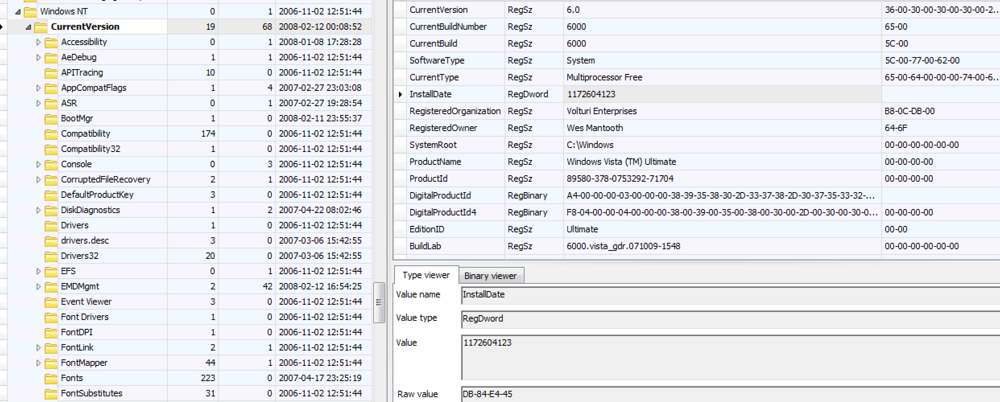 Windows NT 0 1 2006-11-02 12:51:44
CurrentVersion 19 68 2008-02-12 00:08:52
Accessibility 0 1 2008-01-08 17:28:28
AeDebug 1 1 2006-11-02 12:51:44
APITracing 10 0 2006-11-02 12:51:44
AppCompatFlags 1 4 2007-02-27 23:03:08
ASR 0 1 2007-02-27 19:28:54
BootMgr 1 0 2008-02-11 23:55:37
Compatibility 174 0 2006-11-02 12:51:44
Compatibility32 1 0 2006-11-02 12:51:44
Console 0 3 2006-11-02 12:51:44
CorruptedFileRecovery 2 1 2006-11-02 12:51:44
DefaultProductKey 3 0 2006-11-02 12:51:44
DiskDiagnostics 1 2 2007-04-22 08:02:46
Drivers 1 0 2006-11-02 12:51:44
drivers.desc 3 0 2007-03-06 15:42:55
Drivers32 20 0 2007-03-06 15:42:55
EFS 0 1 2006-11-02 12:51:44
EMDMgmt 2 42 2008-02-12 16:54:25
Event Viewer 3 0 2006-11-02 12:51:44
Font Drivers 1 0 2006-11-02 12:51:44
FontDPI 1 0 2006-11-02 12:51:44
FontLink 2 1 2006-11-02 12:51:44
FontMapper 44 1 2006-11-02 12:51:44
Fonts 223 0 2007-04-17 23:25:19
FontSubstitutes 31 0 2006-11-02 12:51:44
CurrentVersion RegSz 6.0 36-00-30-00-30-00-30-00-2...
CurrentBuildNumber RegSz 6000 65-00
CurrentBuild RegSz 6000 5C-00
SoftwareType RegSz System 5C-00-77-00-62-00
CurrentType RegSz Multiprocessor Free 65-00-64-00-00-00-74-00-6...
InstallDate RegDword 1172604123
RegisteredOrganization RegSz Volturi Enterprises B8-0C-DB-00
RegisteredOwner RegSz Wes Mantooth 64-6F
SystemRoot RegSz C:\Windows 00-00-00-00-00-00
ProductName RegSz Windows Vista (TM) Ultimate 00-00-00-00
ProductId RegSz 89580-378-0753292-71704 00-00-00-00
DigitalProductId RegBinary A4-00-00-00-03-00-00-00-38-39-35-38-30-2D-33-37-38-2D-30-37-35-33-32-...
DigitalProductId4 RegBinary F8-04-00-00-04-00-00-00-38-00-39-00-35-00-38-00-30-00-2D-00-30-00-30-0... 00-00-00-00
EditionID RegSz Ultimate 00-00
BuildLab RegSz 6000.vista_gdr.071009-1548 00-00-00-00-00-00
Type viewer Binary viewer
Value name InstallDate
Value type RegDword
Value 1172604123
Raw value DB-84-E4-45